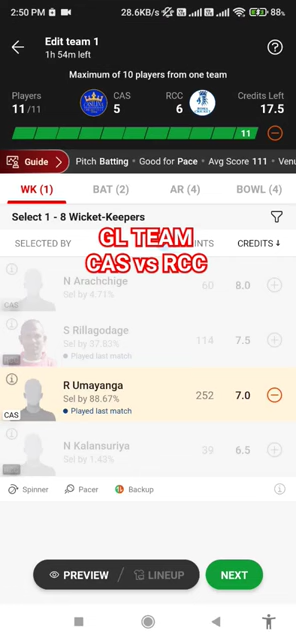 2:50 PM
28.6KB/s
88%
Edit team 1
1h 54m left
Maximum of 10 players from one team
Players
11/11
CAS
5
RCC
6
Credits Left
17.5
11
Guide
Pitch Batting • Good for Pace • Avg Score 111 • Venu
WK (1) BAT (2) AR (4) BOWL (4)
Select 1 - 8 Wicket-Keepers
SELECTED BY INTS CREDITS↓
GL TEAM
CAS vs RCC
N Arachchige
Sel by 4.71%
60 8.0
CAS
S Rillagodage
Sel by 37.83%
Played last match
114 7.5
R Umayanga
Sel by 88.67%
Played last match
252 7.0
CAS
N Kalansuriya
Sel by 1.43%
39 6.5
Spinner Pacer Backup
PREVIEW / LINEUP NEXT